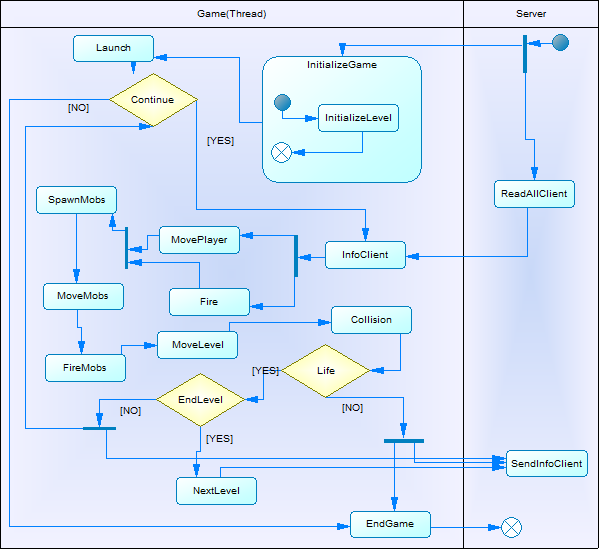 Game(Thread)
Server
Launch
InitializeGame
Continue
[NO]
[YES]
InitializeLevel
ReadAllClient
SpawnMobs
MovePlayer
InfoClient
MoveMobs
Fire
Collision
MoveLevel
FireMobs
[YES]
Life
EndLevel
[NO]
[NO]
[YES]
SendInfoClient
NextLevel
EndGame